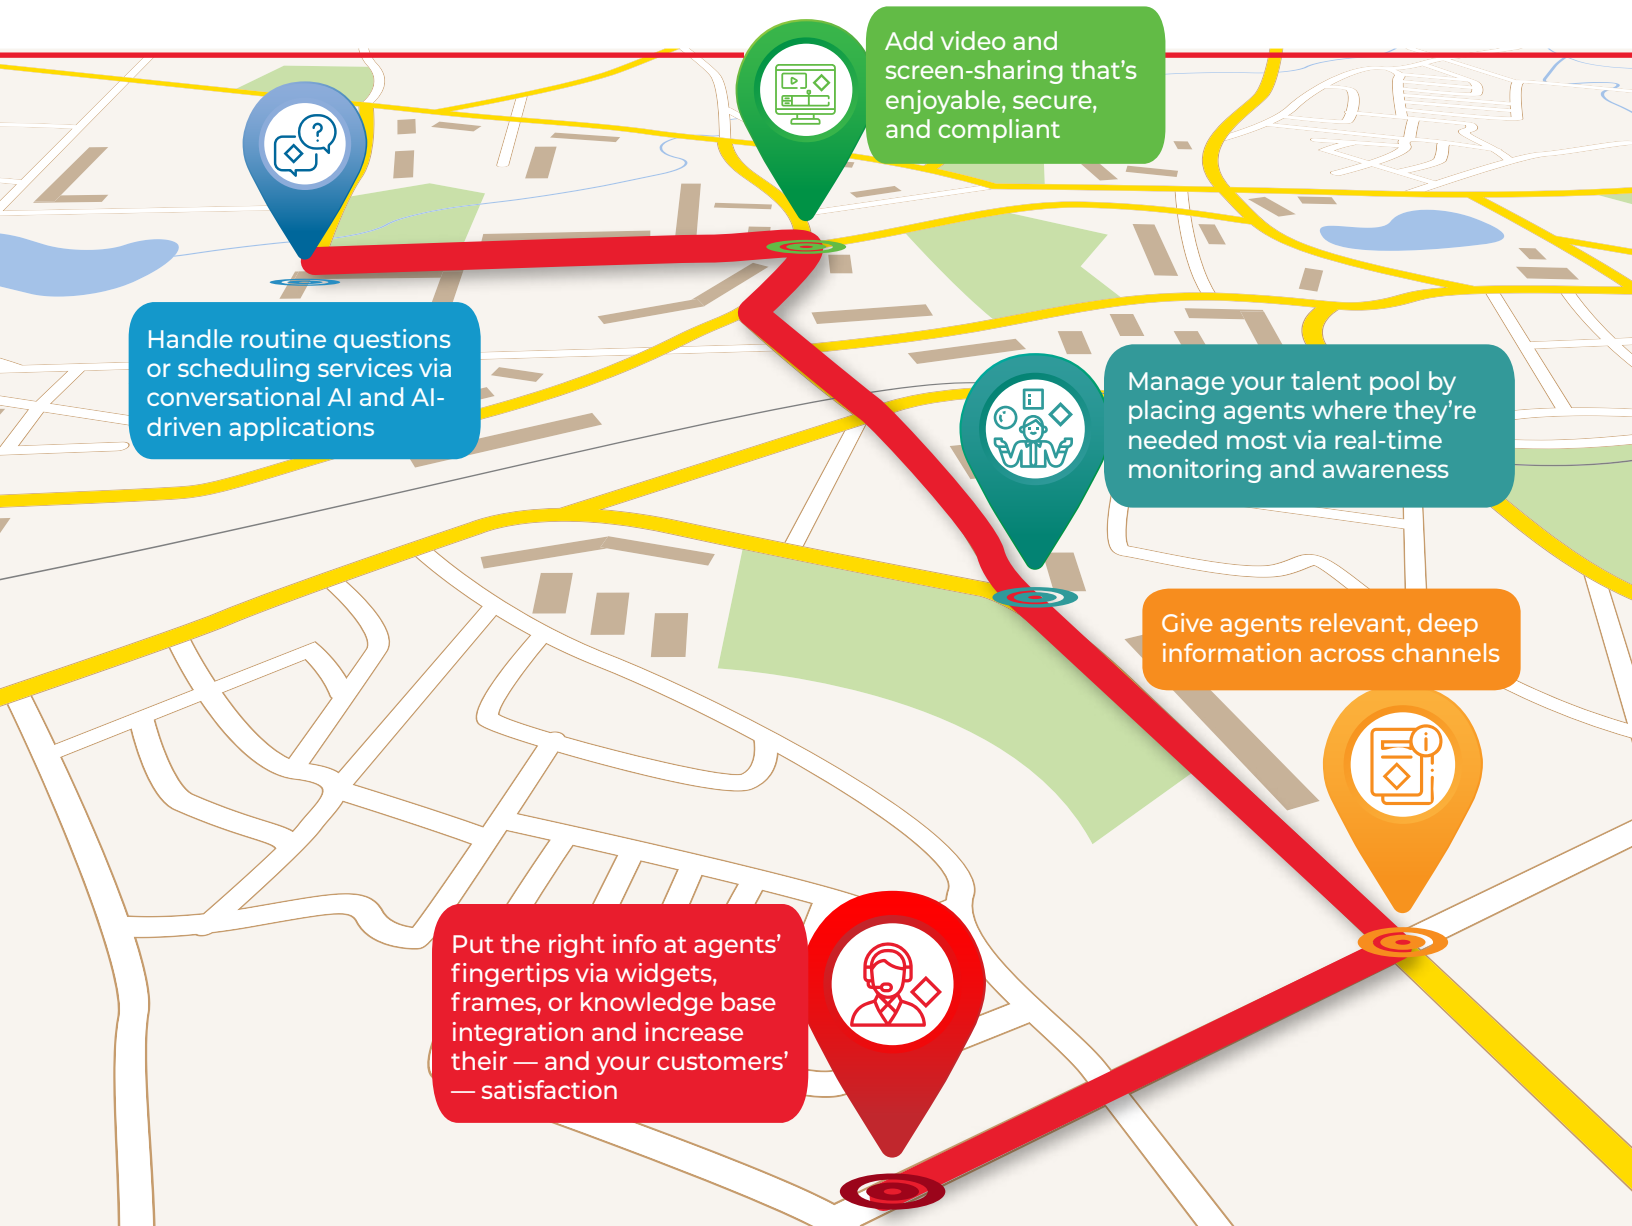 Add video and
screen-sharing that's
enjoyable, secure,
and compliant
Handle routine questions
or scheduling services via
conversational AI and AI-
driven applications
Manage your talent pool by
placing agents where they're
needed most via real-time
monitoring and awareness
Give agents relevant, deep
information across channels
Put the right info at agents'
fingertips via widgets,
frames, or knowledge base
integration and increase
their — and your customers'
— satisfaction